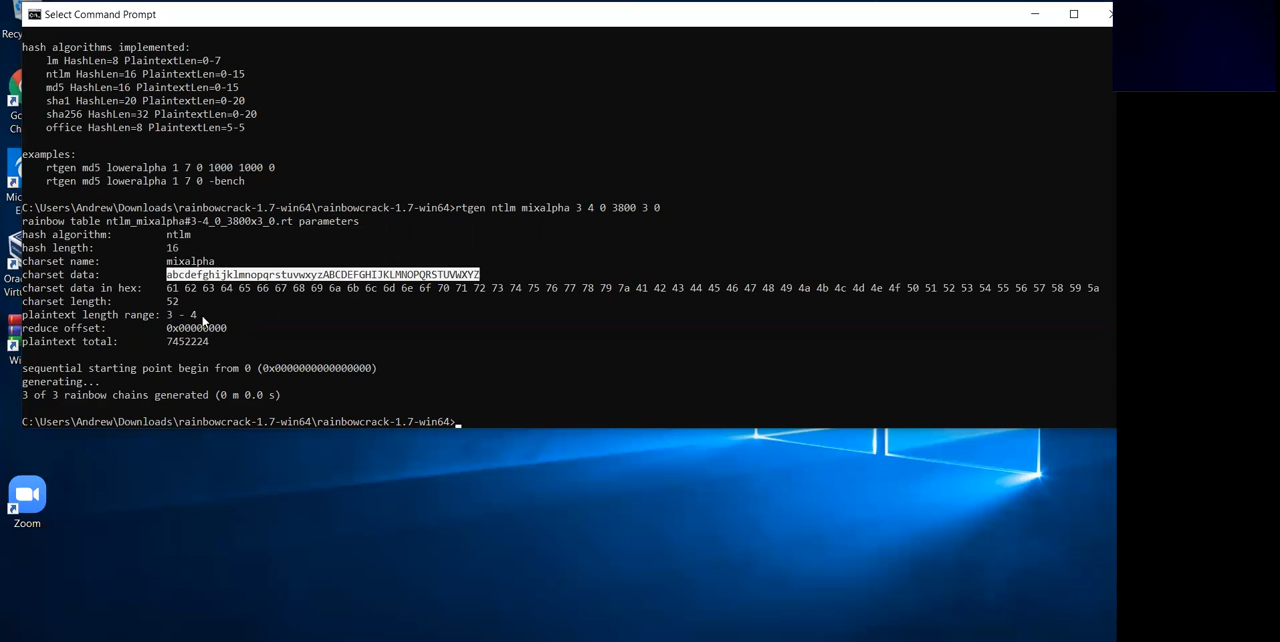 Select Command Prompt
Recy
hash algorithms implemented:
lm HashLen=8 PlaintextLen=0-7
ntlm HashLen=16 PlaintextLen=0-15
md5 HashLen=16 PlaintextLen=0-15
sha1 HashLen=20 PlaintextLen=0-20
sha256 HashLen=32 PlaintextLen=0-20
office HashLen=8 PlaintextLen=5-5
Go
Ch
examples:
rtgen md5 loweralpha 1 7 0 1000 1000 0
rtgen md5 loweralpha 1 7 0 -bench
Mic
E
C:\Users\Andrew\Downloads\rainbowcrack-1.7-win64\rainbowcrack-1.7-win64>rtgen ntlm mixalpha 3 4 0 3800 3 0
rainbow table ntlm_mixalpha#3-4_0_3800x3_0.rt parameters
hash algorithm: ntlm
hash length: 16
charset name: mixalpha
charset data: abcdefghijklmnopqrstuvwxyzABCDEFGHIJKLMNOPQRSTUVWXYZ
charset data in hex: 61 62 63 64 65 66 67 68 69 6a 6b 6c 6d 6e 6f 70 71 72 73 74 75 76 77 78 79 7a 41 42 43 44 45 46 47 48 49 4a 4b 4c 4d 4e 4f 50 51 52 53 54 55 56 57 58 59 5a
charset length: 52
plaintext length range: 3 - 4
reduce offset: 0x00000000
plaintext total: 7452224
Ora
Virtu
Wi
sequential starting point begin from 0 (0x0000000000000000)
generating...
3 of 3 rainbow chains generated (0 m 0.0 s)
C:\Users\Andrew\Downloads\rainbowcrack-1.7-win64\rainbowcrack-1.7-win64>
Zoom